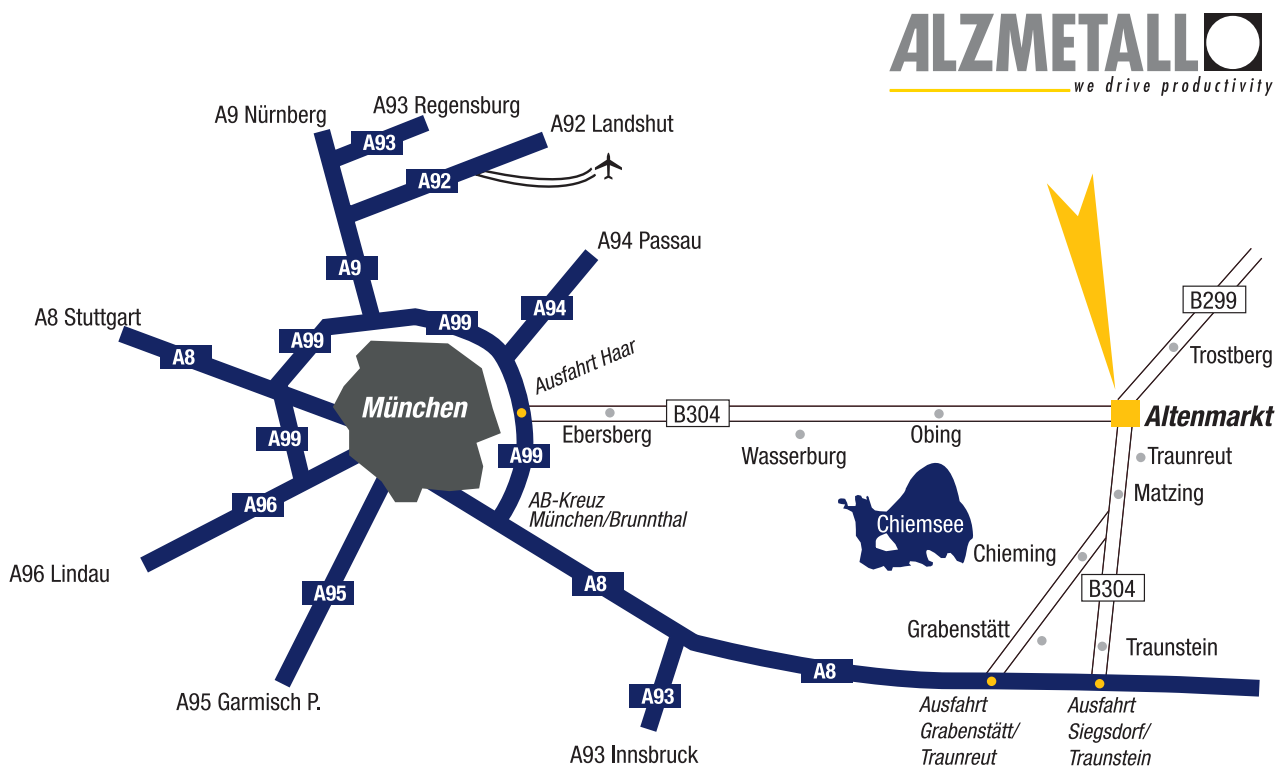 ALZMETALL
we drive productivity
A9 Nürnberg
A93 Regensburg
A92 Landshut
A93
A92
A94 Passau
A9
A94
B299
A8 Stuttgart
A99
A99
A8
Ausfahrt Haar
Trostberg
München
B304
Altenmarkt
Ebersberg
Obing
A99
A99
Wasserburg
Traunreut
A96
AB-Kreuz
München/Brunnthal
Matzing
Chiemsee
Chieming
A96 Lindau
A95
A8
B304
Grabenstätt
Traunstein
A8
A95 Garmisch P.
A93
A93 Innsbruck
Ausfahrt
Grabenstätt/
Traunreut
Ausfahrt
Siegsdorf/
Traunstein